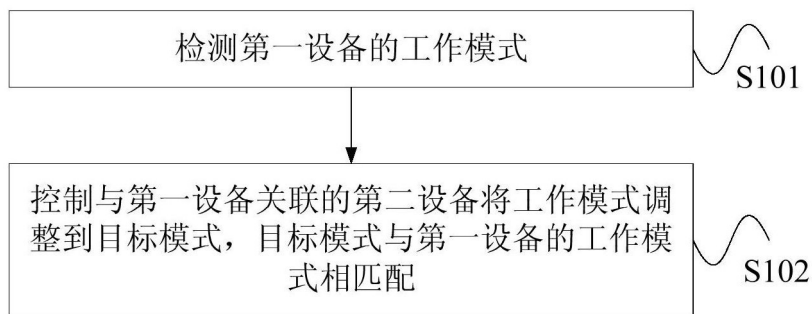 检测第一设备的工作模式
S101
控制与第一设备关联的第二设备将工作模式调
整到目标模式，目标模式与第一设备的工作模
式相匹配
S102